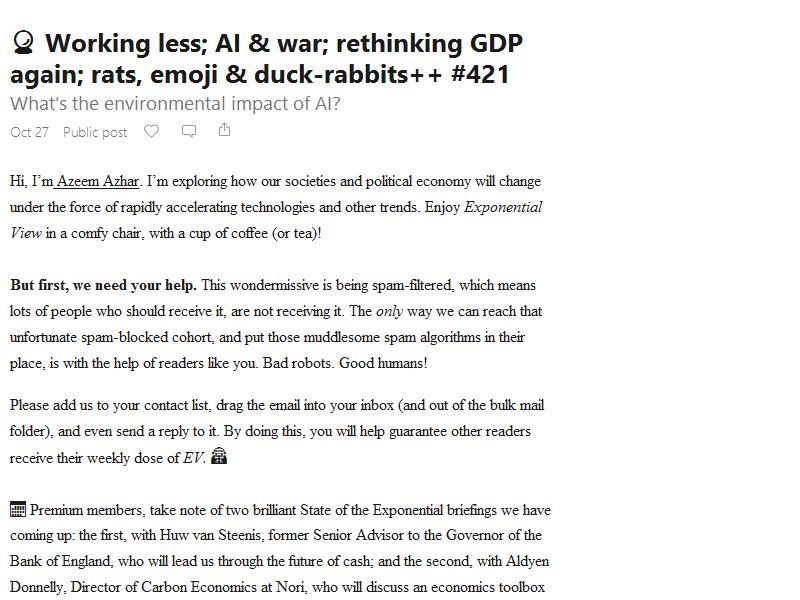 🔮 Working less; AI & war; rethinking GDP
again; rats, emoji & duck-rabbits++ #421
What's the environmental impact of AI?
Oct 27 Public post
Hi, I’m Azeem Azhar. I’m exploring how our societies and political economy will change
under the force of rapidly accelerating technologies and other trends. Enjoy Exponential
View in a comfy chair, with a cup of coffee (or tea)!
But first, we need your help. This wondermissive is being spam-filtered, which means
lots of people who should receive it, are not receiving it. The only way we can reach that
unfortunate spam-blocked cohort, and put those muddlesome spam algorithms in their
place, is with the help of readers like you. Bad robots. Good humans!
Please add us to your contact list, drag the email into your inbox (and out of the bulk mail
folder), and even send a reply to it. By doing this, you will help guarantee other readers
receive their weekly dose of EV.
Premium members, take note of two brilliant State of the Exponential briefings we have
coming up: the first, with Huw van Steenis, former Senior Advisor to the Governor of the
Bank of England, who will lead us through the future of cash; and the second, with Aldyen
Donnelly, Director of Carbon Economics at Nori, who will discuss an economics toolbox